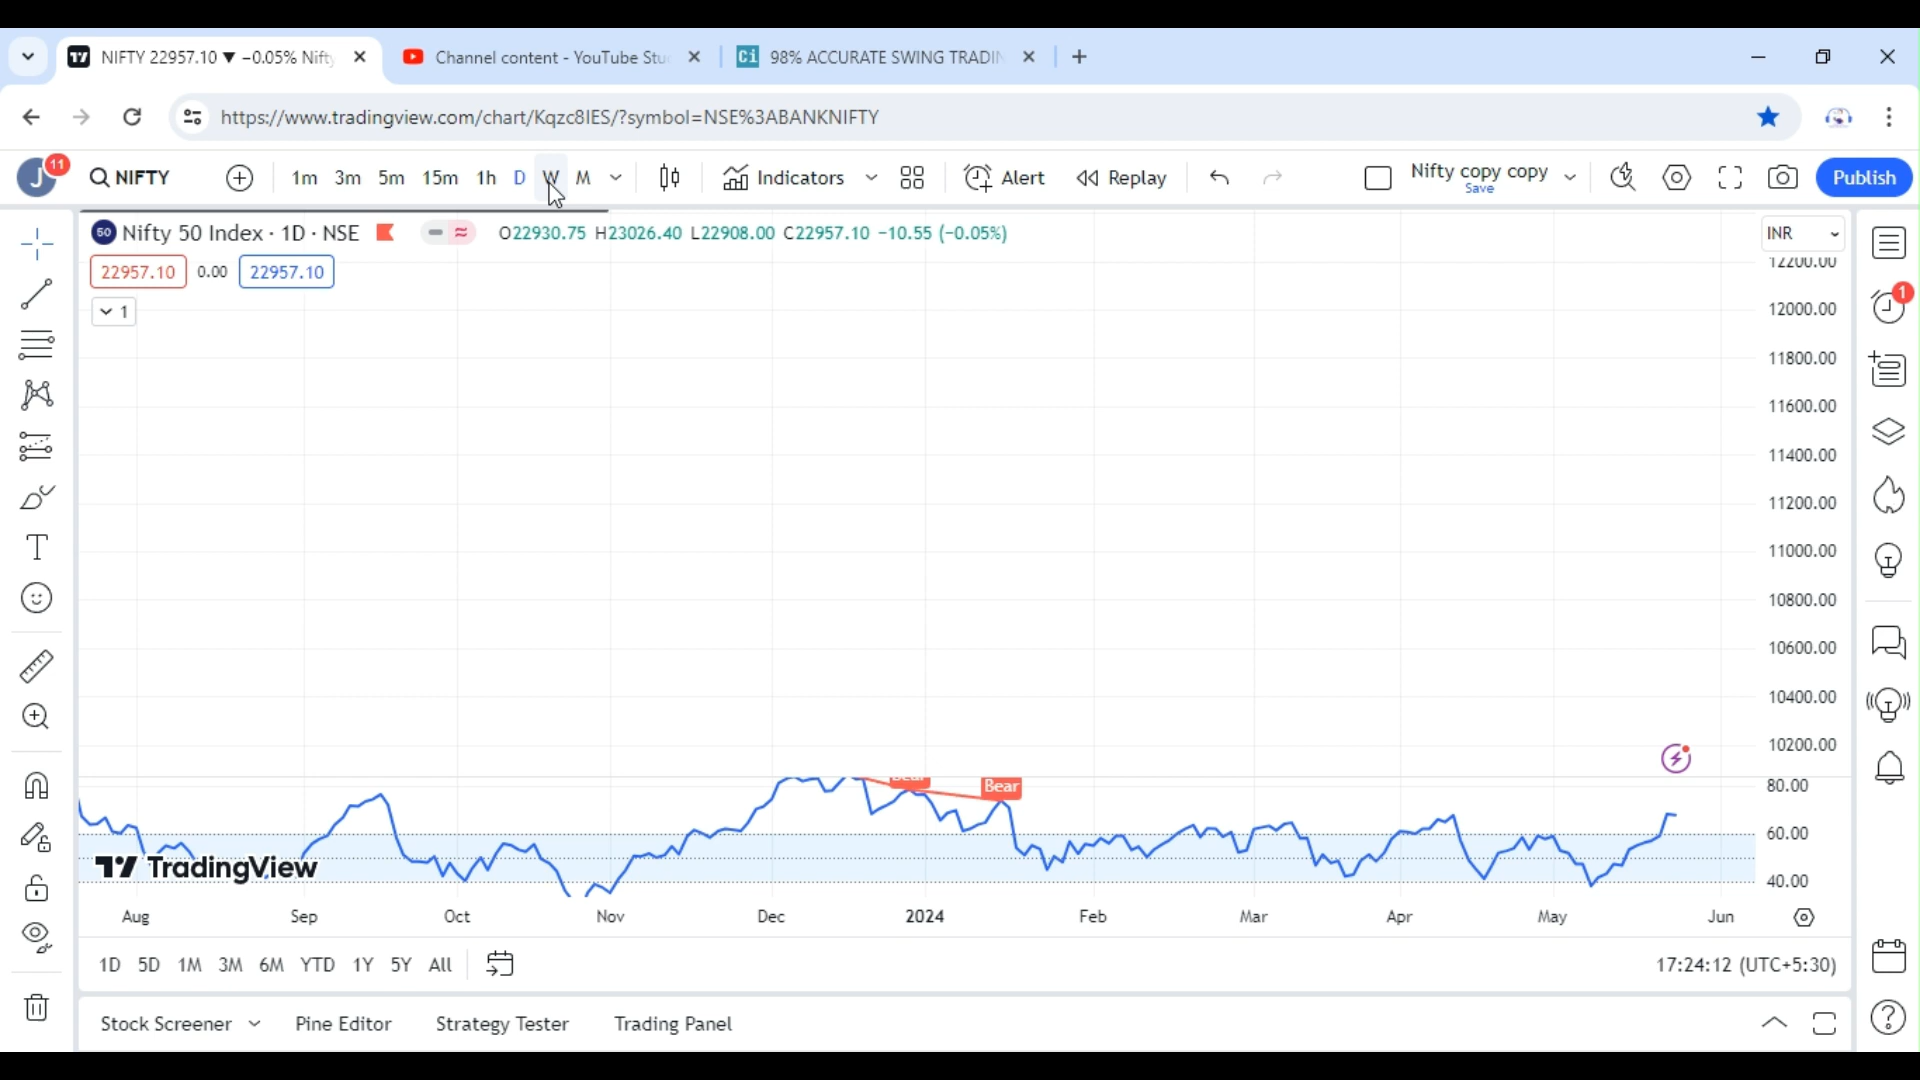 NIFTY 22957.10 ▼ −0.05% Nifty
Channel content - YouTube Stu
Ci 98% ACCURATE SWING TRADIN
https://www.tradingview.com/chart/Kqzc8IES/?symbol=NSE%3ABANKNIFTY
J 11 NIFTY 1m 3m 5m 15m 1h D W M Indicators Alert Replay Nifty copy copy Publish
Save
50 Nifty 50 Index · 1D · NSE O22930.75 H23026.40 L22908.00 C22957.10 −10.55 (−0.05%) INR
22957.10 0.00 22957.10
1
12200.00
12000.00
11800.00
11600.00
11400.00
11200.00
11000.00
10800.00
10600.00
10400.00
10200.00
1
Bear
Bear
80.00
60.00
40.00
TradingView
Aug Sep Oct Nov Dec 2024 Feb Mar Apr May Jun
1D 5D 1M 3M 6M YTD 1Y 5Y All 17:24:12 (UTC+5:30)
Stock Screener Pine Editor Strategy Tester Trading Panel